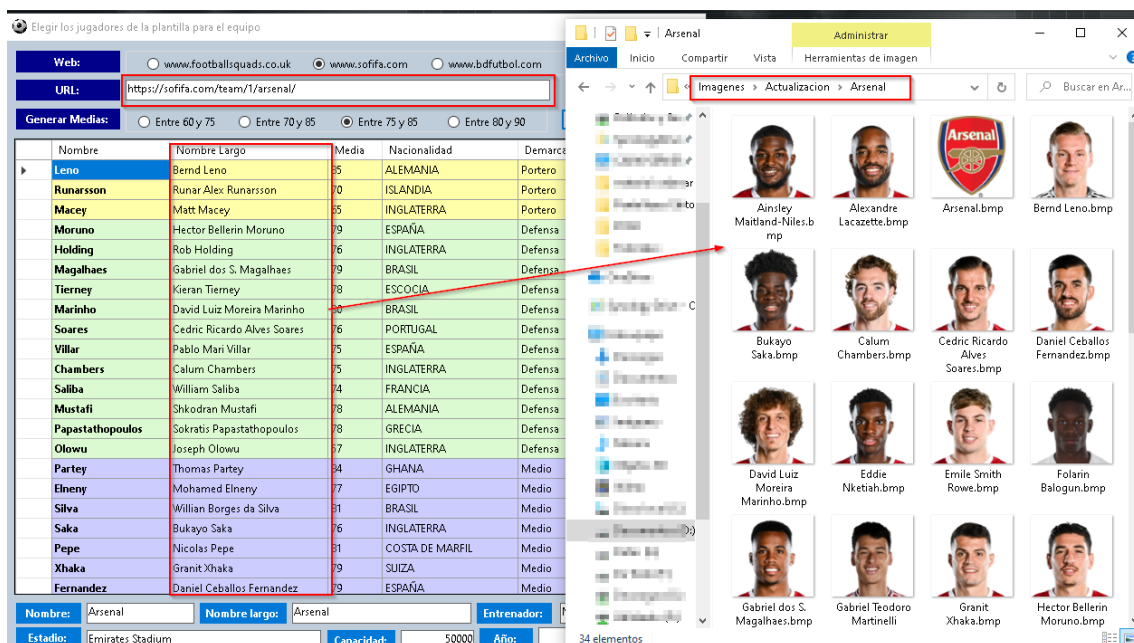 Elegir los jugadores de la plantilla para el equipo
Web:
www.footballsquads.co.uk
www.sofifa.com
www.bdfutbol.com
URL:
https://sofifa.com/team/1/arsenal/
Generar Medias:
Entre 60 y 75
Entre 70 y 85
Entre 75 y 85
Entre 80 y 90
Nombre Nombre Largo Media Nacionalidad Demarca
Leno Bernd Leno 85 ALEMANIA Portero
Runarsson Runar Alex Runarsson 70 ISLANDIA Portero
Macey Matt Macey 65 INGLATERRA Portero
Moruno Hector Bellerin Moruno 79 ESPAÑA Defensa
Holding Rob Holding 76 INGLATERRA Defensa
Magalhaes Gabriel dos S. Magalhaes 79 BRASIL Defensa
Tierney Kieran Tierney 78 ESCOCIA Defensa
Marinho David Luiz Moreira Marinho 80 BRASIL Defensa
Soares Cedric Ricardo Alves Soares 76 PORTUGAL Defensa
Villar Pablo Mari Villar 75 ESPAÑA Defensa
Chambers Calum Chambers 75 INGLATERRA Defensa
Saliba William Saliba 74 FRANCIA Defensa
Mustafi Shkodran Mustafi 78 ALEMANIA Defensa
Papastathopoulos Sokratis Papastathopoulos 78 GRECIA Defensa
Olowu Joseph Olowu 67 INGLATERRA Defensa
Partey Thomas Partey 84 GHANA Medio
Elneny Mohamed Elneny 77 EGIPTO Medio
Silva Willian Borges da Silva 81 BRASIL Medio
Saka Bukayo Saka 76 INGLATERRA Medio
Pepe Nicolas Pepe 81 COSTA DE MARFIL Medio
Xhaka Granit Xhaka 79 SUIZA Medio
Fernandez Daniel Ceballos Fernandez 79 ESPAÑA Medio
Nombre: Arsenal Nombre largo: Arsenal Entrenador:
Estadio: Emirates Stadium Capacidad: 50000 Año:
Arsenal
Administrar
Archivo Inicio Compartir Vista Herramientas de imagen
« Imagenes > Actualizacion > Arsenal
Buscar en Ar...
Arsenal
Ainsley
Maitland-Niles.b
mp
Alexandre
Lacazette.bmp
Arsenal.bmp
Bernd Leno.bmp
Bukayo
Saka.bmp
Calum
Chambers.bmp
Cedric Ricardo
Alves
Soares.bmp
Daniel Ceballos
Fernandez.bmp
David Luiz
Moreira
Marinho.bmp
Eddie
Nketiah.bmp
Emile Smith
Rowe.bmp
Folarin
Balogun.bmp
Gabriel dos S.
Magalhaes.bmp
Gabriel Teodoro
Martinelli
Granit
Xhaka.bmp
Hector Bellerin
Moruno.bmp
34 elementos